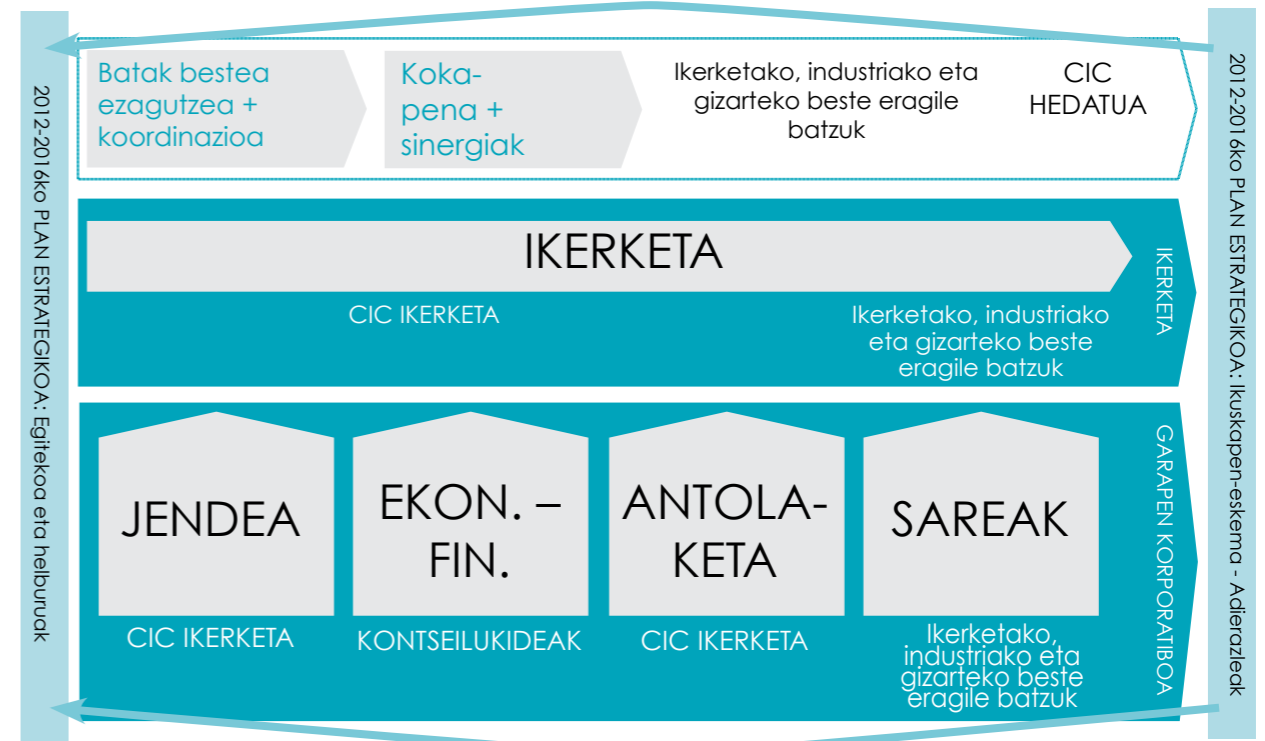 2012-2016ko PLAN ESTRATEGIKOA: Egitekoa eta helburuak
Batak bestea
ezagutzea +
koordinazioa
Koka-
pena +
sinergiak
Ikerketako, industriako eta
gizarteko beste eragile
batzuk
CIC
HEDATUA
IKERKETA
CIC IKERKETA
Ikerketako, industriako
eta gizarteko beste
eragile batzuk
IKERKETA
JENDEA
CIC IKERKETA
EKON. –
FIN.
KONTSEILUKIDEAK
ANTOLA-
KETA
CIC IKERKETA
SAREAK
Ikerketako,
industriako eta
gizarteko beste
eragile batzuk
GARAPEN KORPORATIBOA
2012-2016ko PLAN ESTRATEGIKOA: Ikuskapen-eskema - Adierazleak